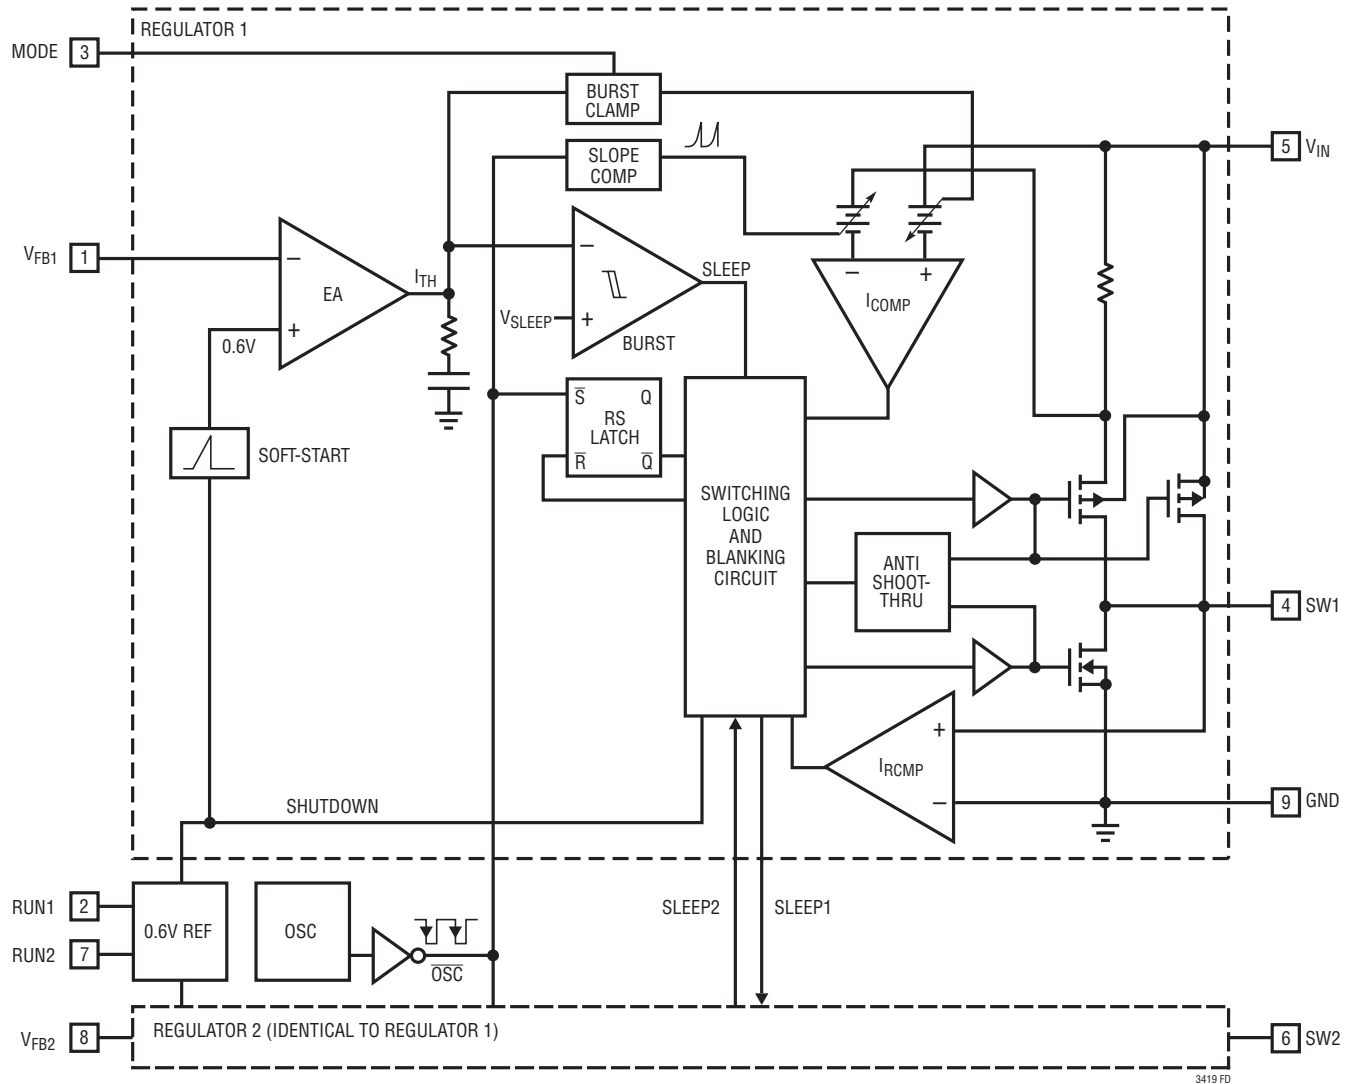 REGULATOR 1
MODE 3
BURST
CLAMP
SLOPE
COMP
5 VIN
VFB1 1
−
EA
+
0.6V
ITH
−
VSLEEP +
BURST
SLEEP
−
+
ICOMP
S̅ Q
RS
LATCH
R̅ Q̅
SOFT-START
SWITCHING
LOGIC
AND
BLANKING
CIRCUIT
ANTI
SHOOT-
THRU
4 SW1
+
IRCMP
−
9 GND
SHUTDOWN
RUN1 2
RUN2 7
0.6V REF
OSC
O̅S̅C̅
SLEEP2
SLEEP1
VFB2 8
REGULATOR 2 (IDENTICAL TO REGULATOR 1)
6 SW2
3419 FD